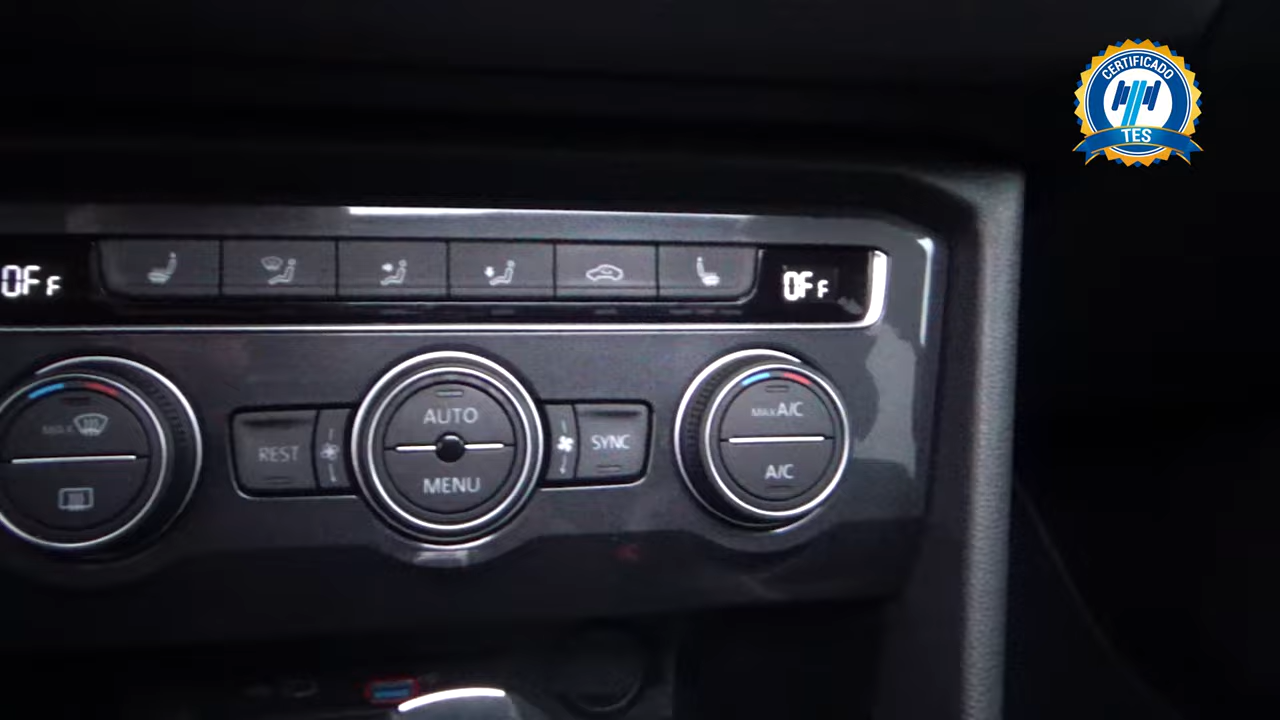 CERTIFICADO
TES
OFF
OFF
AUTO
MAX A/C
MAX
REST
SYNC
A/C
MENU